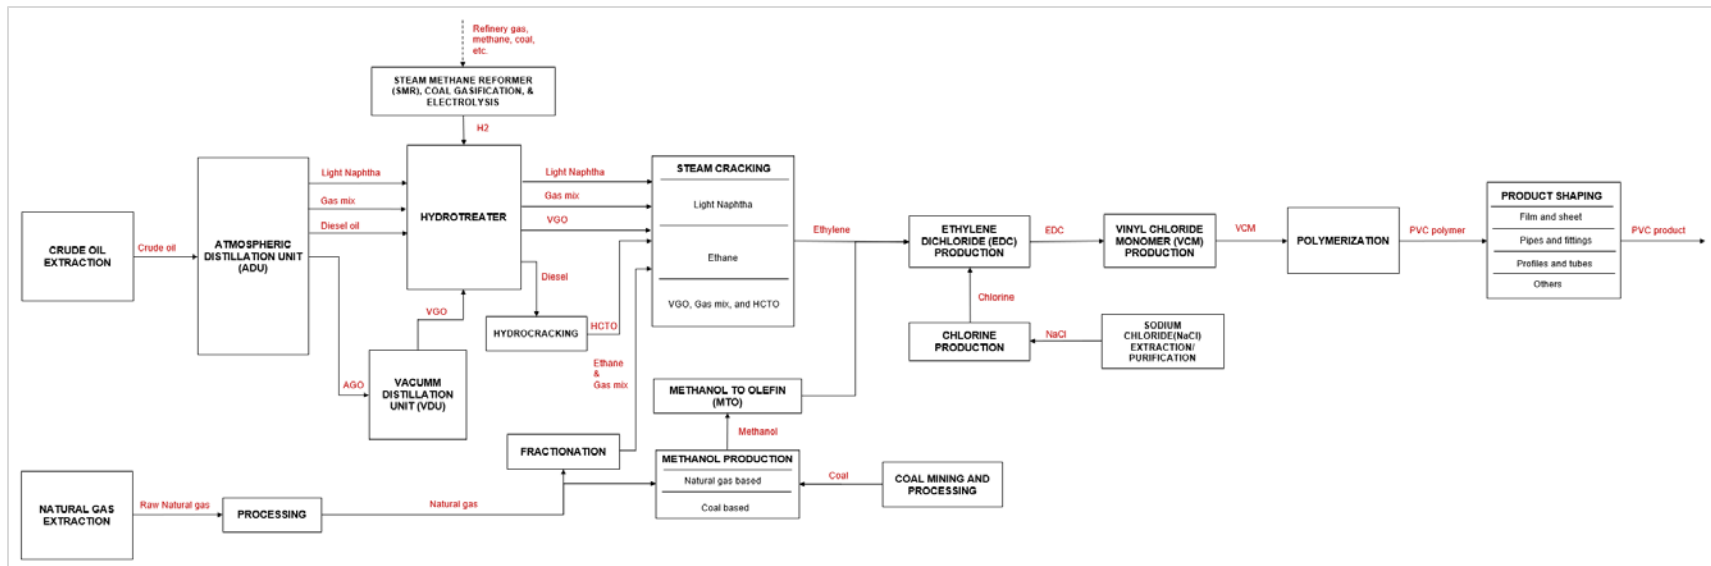 Refinery gas,
methane, coal,
etc.
STEAM METHANE REFORMER
(SMR), COAL GASIFICATION, &
ELECTROLYSIS
H2
Light Naphtha
Gas mix
Diesel oil
HYDROTREATER
Light Naphtha
Gas mix
VGO
STEAM CRACKING
Light Naphtha
Ethane
VGO, Gas mix, and HCTO
CRUDE OIL
EXTRACTION
Crude oil
ATMOSPHERIC
DISTILLATION UNIT
(ADU)
Diesel
HYDROCRACKING
HCTO
VGO
AGO
VACUMM
DISTILLATION
UNIT (VDU)
Ethane
&
Gas mix
Ethylene
ETHYLENE
DICHLORIDE (EDC)
PRODUCTION
EDC
VINYL CHLORIDE
MONOMER (VCM)
PRODUCTION
VCM
POLYMERIZATION
PVC polymer
PRODUCT SHAPING
Film and sheet
Pipes and fittings
Profiles and tubes
Others
PVC product
Chlorine
CHLORINE
PRODUCTION
NaCl
SODIUM
CHLORIDE(NaCl)
EXTRACTION/
PURIFICATION
METHANOL TO OLEFIN
(MTO)
Methanol
FRACTIONATION
METHANOL PRODUCTION
Natural gas based
Coal based
Coal
COAL MINING AND
PROCESSING
NATURAL GAS
EXTRACTION
Raw Natural gas
PROCESSING
Natural gas